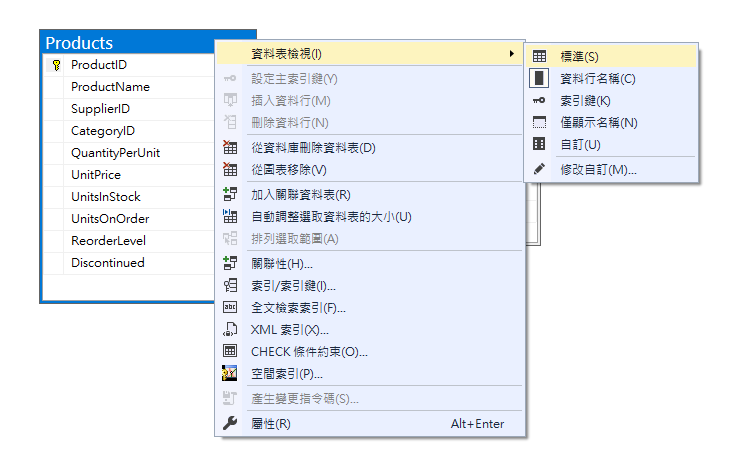 Products
ProductID
ProductName
SupplierID
CategoryID
QuantityPerUnit
UnitPrice
UnitsInStock
UnitsOnOrder
ReorderLevel
Discontinued
資料表檢視(I)
設定主索引鍵(Y)
插入資料行(M)
刪除資料行(N)
從資料庫刪除資料表(D)
從圖表移除(V)
加入關聯資料表(R)
自動調整選取資料表的大小(U)
排列選取範圍(A)
關聯性(H)...
索引/索引鍵(I)...
abc 全文檢索索引(F)...
XML 索引(X)...
CHECK 條件約束(O)...
空間索引(P)...
產生變更指令碼(S)...
屬性(R) Alt+Enter
標準(S)
資料行名稱(C)
索引鍵(K)
僅顯示名稱(N)
自訂(U)
修改自訂(M)...